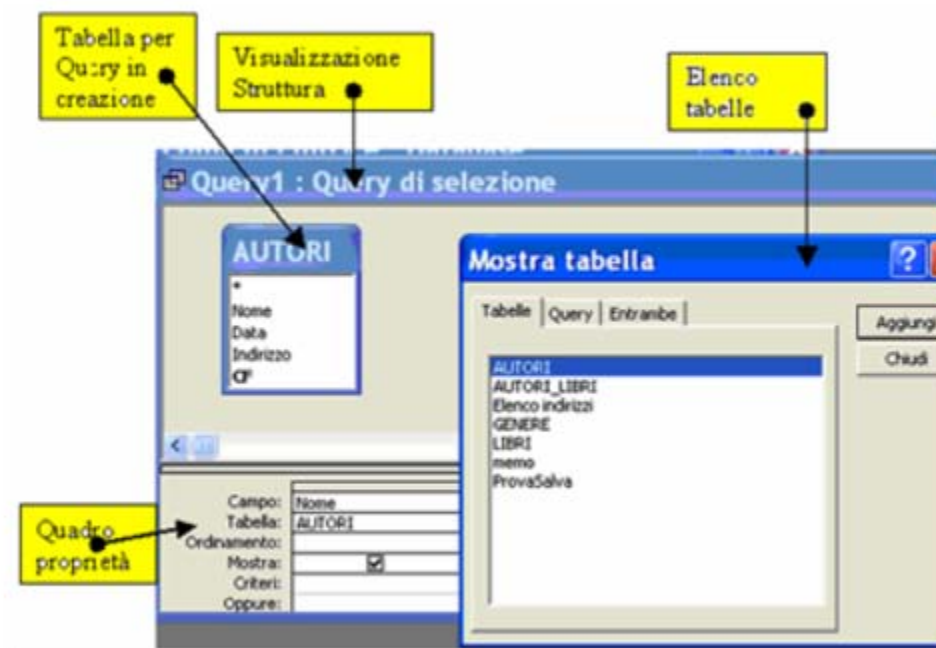 Tabella per
Query in
creazione
Visualizzazione
Struttura
Elenco
tabelle
Query1 : Query di selezione
AUTORI
*
Nome
Data
Indirizzo
CF
Mostra tabella
?
Tabelle Query Entrambe
Aggiungi
Chiudi
AUTORI
AUTORI_LIBRI
Elenco indirizzi
GENERE
LIBRI
memo
ProvaSalva
Quadro
proprietà
Campo: Nome
Tabella: AUTORI
Ordinamento:
Mostra:
Criteri:
Oppure: